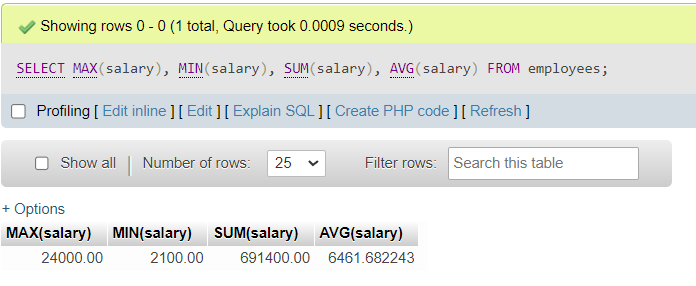 Showing rows 0 - 0 (1 total, Query took 0.0009 seconds.)
SELECT MAX(salary), MIN(salary), SUM(salary), AVG(salary) FROM employees;
Profiling [ Edit inline ] [ Edit ] [ Explain SQL ] [ Create PHP code ] [ Refresh ]
Show all Number of rows: 25 Filter rows: Search this table
+ Options
MAX(salary) MIN(salary) SUM(salary) AVG(salary)
24000.00 2100.00 691400.00 6461.682243